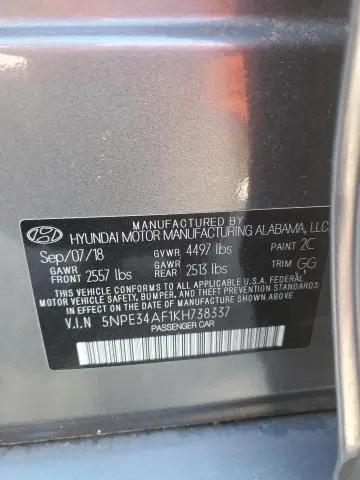 MANUFACTURED BY
HYUNDAI MOTOR MANUFACTURING ALABAMA, LLC
Sep/07/18 GVWR 4497 lbs PAINT 2C
GAWR FRONT 2557 lbs GAWR REAR 2513 lbs TRIM GG
THIS VEHICLE CONFORMS TO ALL APPLICABLE U.S.A. FEDERAL
MOTOR VEHICLE SAFETY, BUMPER, AND THEFT PREVENTION
STANDARDS IN EFFECT ON THE DATE OF MANUFACTURE SHOWN ABOVE.
V.I.N 5NPE34AF1KH738337
PASSENGER CAR